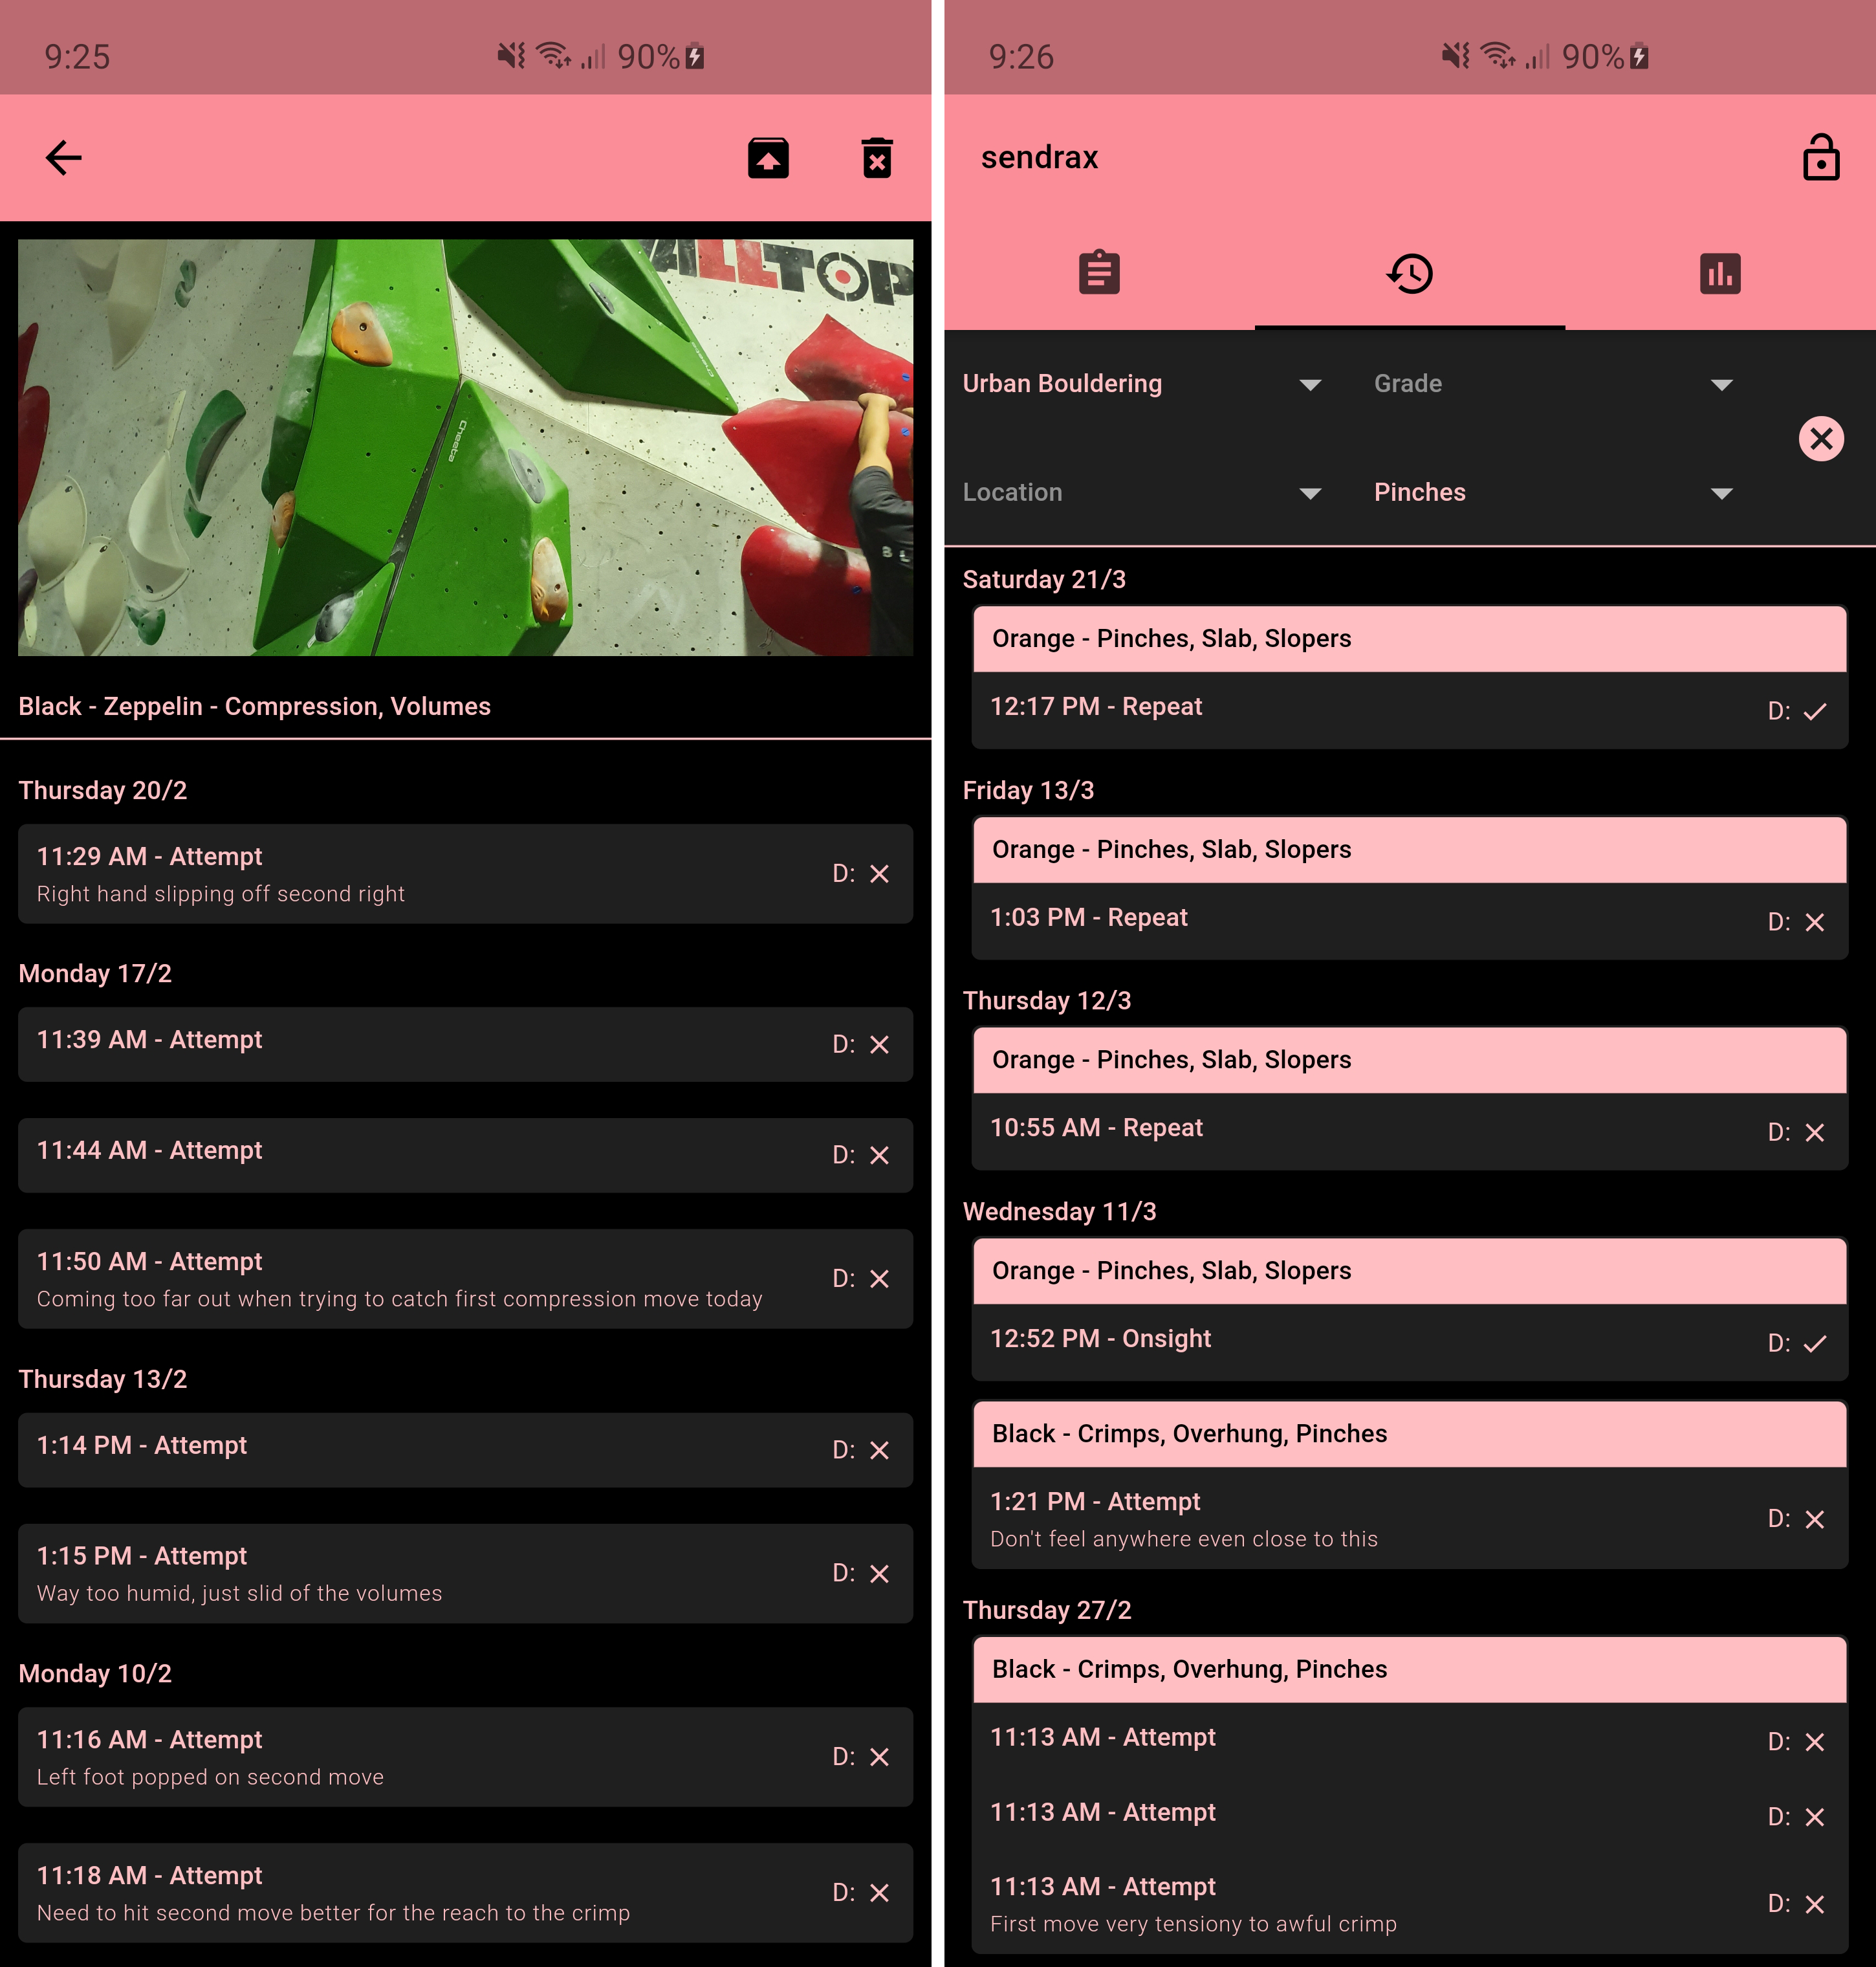 9:25
90%
ALLTOP
Cheeta
cheeta
B L
Black - Zeppelin - Compression, Volumes
Thursday 20/2
11:29 AM - Attempt
D:
Right hand slipping off second right
Monday 17/2
11:39 AM - Attempt
D:
11:44 AM - Attempt
D:
11:50 AM - Attempt
D:
Coming too far out when trying to catch first compression move today
Thursday 13/2
1:14 PM - Attempt
D:
1:15 PM - Attempt
D:
Way too humid, just slid of the volumes
Monday 10/2
11:16 AM - Attempt
D:
Left foot popped on second move
11:18 AM - Attempt
D:
Need to hit second move better for the reach to the crimp
9:26
90%
sendrax
Urban Bouldering
Grade
Location
Pinches
Saturday 21/3
Orange - Pinches, Slab, Slopers
12:17 PM - Repeat
D:
Friday 13/3
Orange - Pinches, Slab, Slopers
1:03 PM - Repeat
D:
Thursday 12/3
Orange - Pinches, Slab, Slopers
10:55 AM - Repeat
D:
Wednesday 11/3
Orange - Pinches, Slab, Slopers
12:52 PM - Onsight
D:
Black - Crimps, Overhung, Pinches
1:21 PM - Attempt
D:
Don't feel anywhere even close to this
Thursday 27/2
Black - Crimps, Overhung, Pinches
11:13 AM - Attempt
D:
11:13 AM - Attempt
D:
11:13 AM - Attempt
D:
First move very tensiony to awful crimp